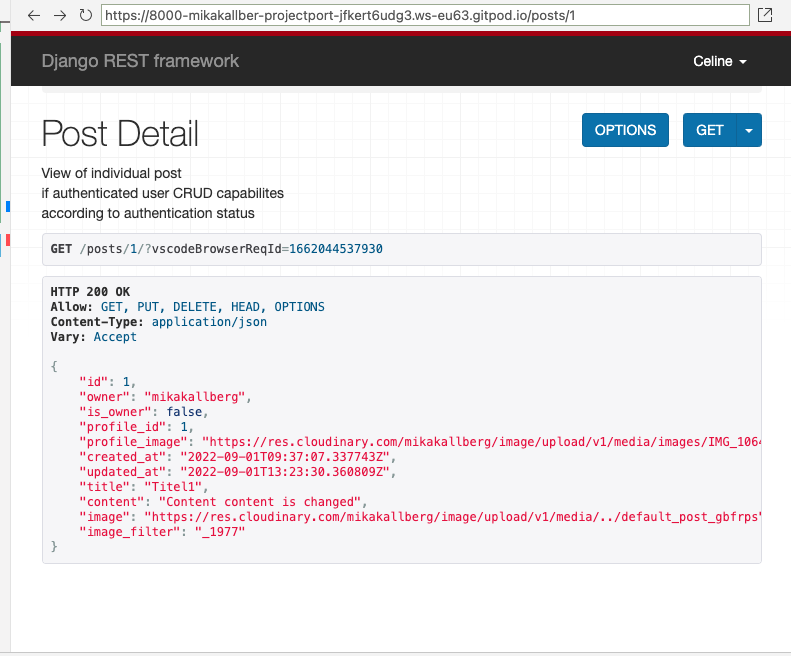 https://8000-mikakallber-projectport-jfkert6udg3.ws-eu63.gitpod.io/posts/1
Django REST framework
Celine
Post Detail
OPTIONS
GET
View of individual post
if authenticated user CRUD capabilites
according to authentication status
GET /posts/1/?vscodeBrowserReqId=1662044537930
HTTP 200 OK
Allow: GET, PUT, DELETE, HEAD, OPTIONS
Content-Type: application/json
Vary: Accept
{
"id": 1,
"owner": "mikakallberg",
"is_owner": false,
"profile_id": 1,
"profile_image": "https://res.cloudinary.com/mikakallberg/image/upload/v1/media/images/IMG_1064
"created_at": "2022-09-01T09:37:07.337743Z",
"updated_at": "2022-09-01T13:23:30.360809Z",
"title": "Titel1",
"content": "Content content is changed",
"image": "https://res.cloudinary.com/mikakallberg/image/upload/v1/media/../default_post_gbfrps"
"image_filter": "_1977"
}